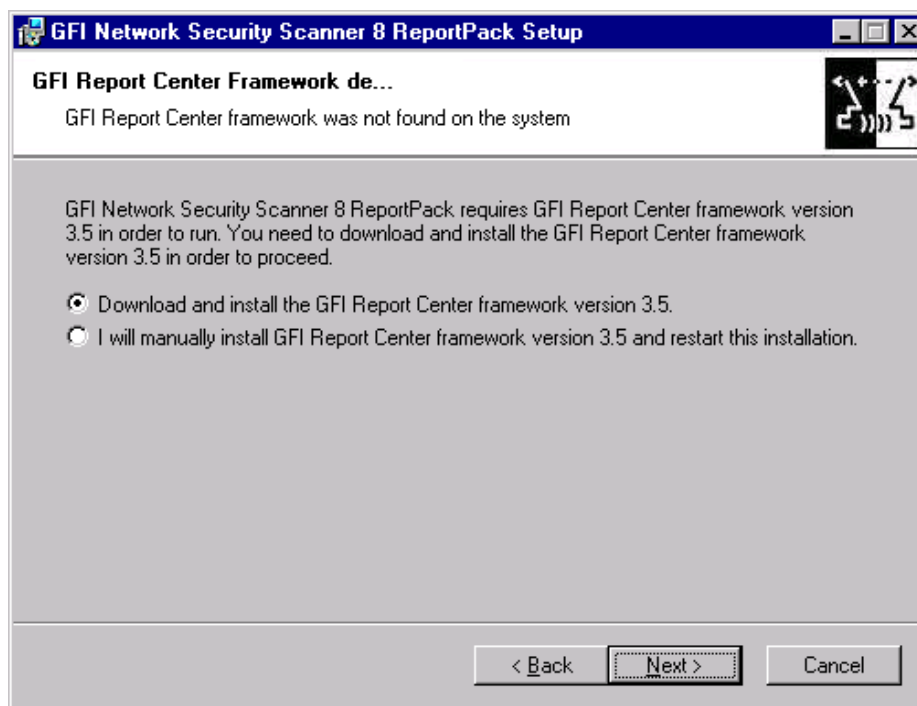 GFI Network Security Scanner 8 ReportPack Setup
GFI Report Center Framework de...
GFI Report Center framework was not found on the system
GFI Network Security Scanner 8 ReportPack requires GFI Report Center framework version
3.5 in order to run. You need to download and install the GFI Report Center framework
version 3.5 in order to proceed.
Download and install the GFI Report Center framework version 3.5.
I will manually install GFI Report Center framework version 3.5 and restart this installation.
< Back Next > Cancel